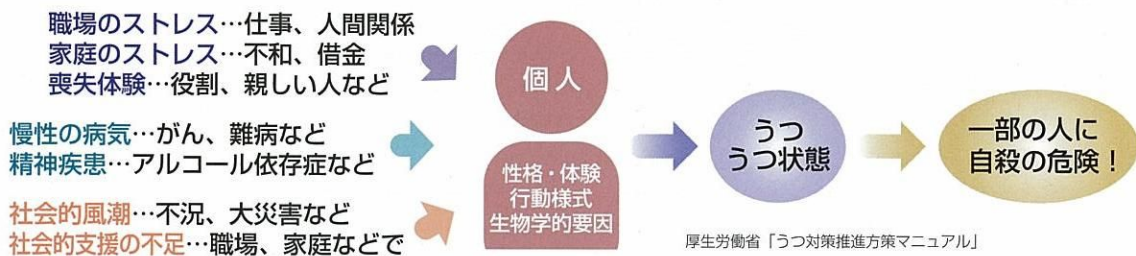 職場のストレス…仕事、人間関係
家庭のストレス…不和、借金
喪失体験…役割、親しい人など
慢性の病気…がん、難病など
精神疾患…アルコール依存症など
社会的風潮…不況、大災害など
社会的支援の不足…職場、家庭などで
個人
性格・体験
行動様式
生物学的要因
うつ
うつ状態
一部の人に
自殺の危険！
厚生労働省「うつ対策推進方策マニュアル」